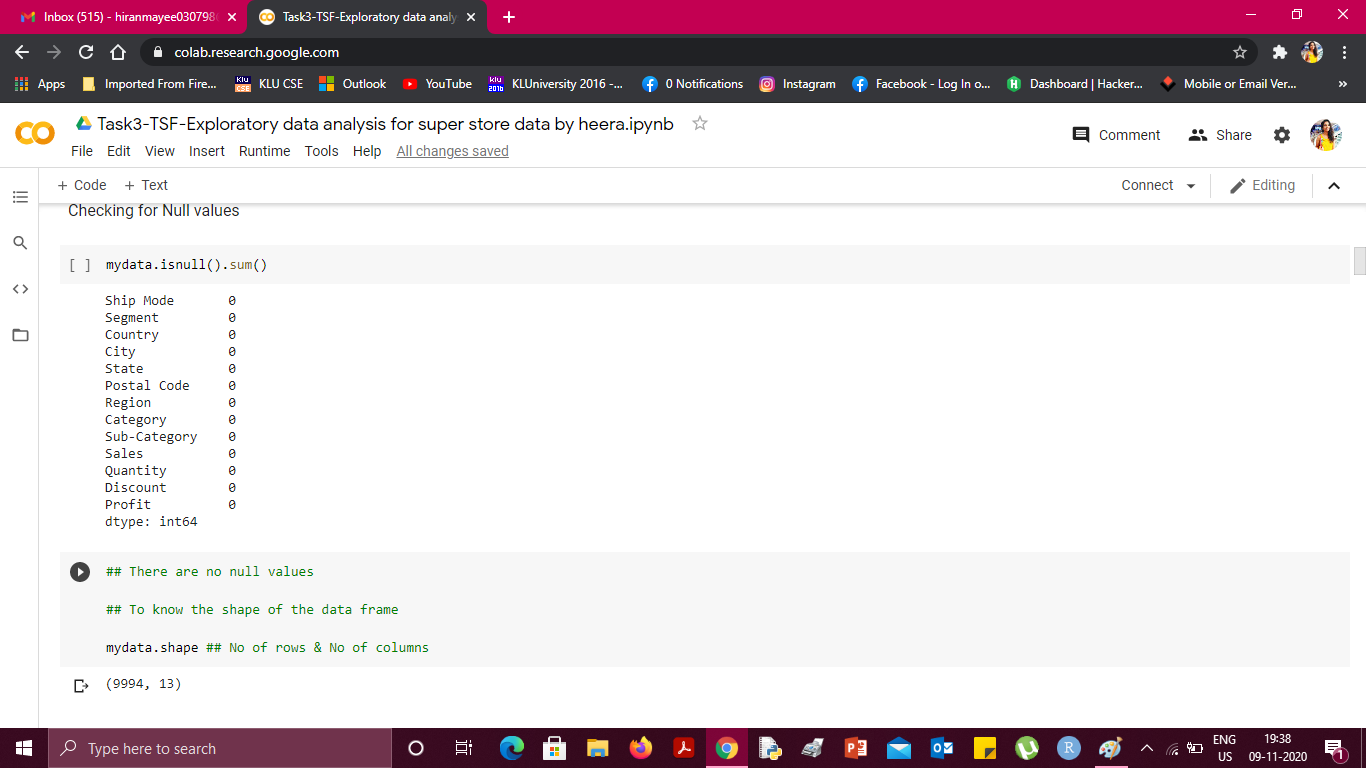 Inbox (515) - hiranmayee030798
Task3-TSF-Exploratory data analy
colab.research.google.com
Apps
Imported From Fire...
KLU CSE
KLU CSE
Outlook
YouTube
klu 2016
KLUniversity 2016 -...
0 Notifications
Instagram
Facebook - Log In o...
H
Dashboard | Hacker...
Mobile or Email Ver...
»
Task3-TSF-Exploratory data analysis for super store data by heera.ipynb
Comment
Share
File Edit View Insert Runtime Tools Help All changes saved
+ Code + Text
Connect
Editing
Checking for Null values
[ ] mydata.isnull().sum()
Ship Mode 0
Segment 0
Country 0
City 0
State 0
Postal Code 0
Region 0
Category 0
Sub-Category 0
Sales 0
Quantity 0
Discount 0
Profit 0
dtype: int64
## There are no null values
## To know the shape of the data frame
mydata.shape ## No of rows & No of columns
(9994, 13)
Type here to search
R
ENG
US
19:38
09-11-2020
1